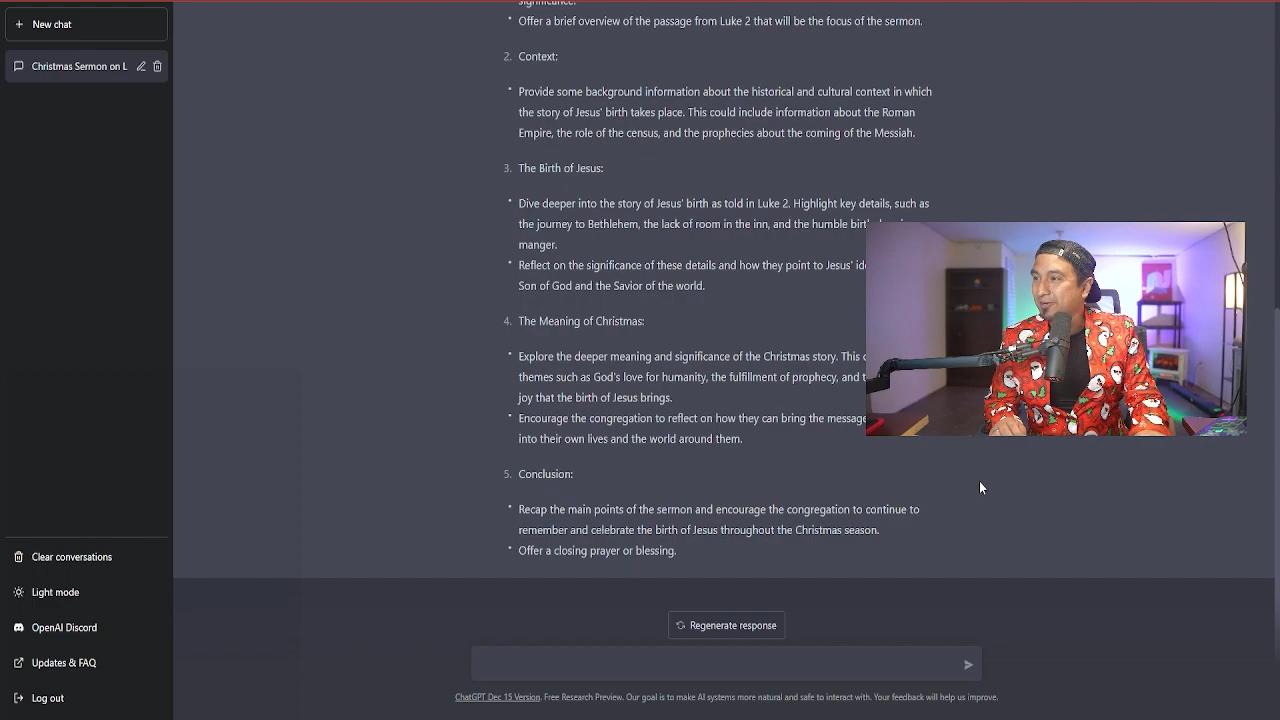 New chat
Christmas Sermon on L
Clear conversations
Light mode
OpenAI Discord
Updates & FAQ
Log out
significance.
• Offer a brief overview of the passage from Luke 2 that will be the focus of the sermon.
2. Context:
• Provide some background information about the historical and cultural context in which
the story of Jesus' birth takes place. This could include information about the Roman
Empire, the role of the census, and the prophecies about the coming of the Messiah.
3. The Birth of Jesus:
• Dive deeper into the story of Jesus' birth as told in Luke 2. Highlight key details, such as
the journey to Bethlehem, the lack of room in the inn, and the humble birth
manger.
• Reflect on the significance of these details and how they point to Jesus'
Son of God and the Savior of the world.
4. The Meaning of Christmas:
• Explore the deeper meaning and significance of the Christmas story. This
themes such as God's love for humanity, the fulfillment of prophecy, and
joy that the birth of Jesus brings.
• Encourage the congregation to reflect on how they can bring the message
into their own lives and the world around them.
5. Conclusion:
• Recap the main points of the sermon and encourage the congregation to continue to
remember and celebrate the birth of Jesus throughout the Christmas season.
• Offer a closing prayer or blessing.
Regenerate response
ChatGPT Dec 15 Version. Free Research Preview. Our goal is to make AI systems more natural and safe to interact with. Your feedback will help us improve.